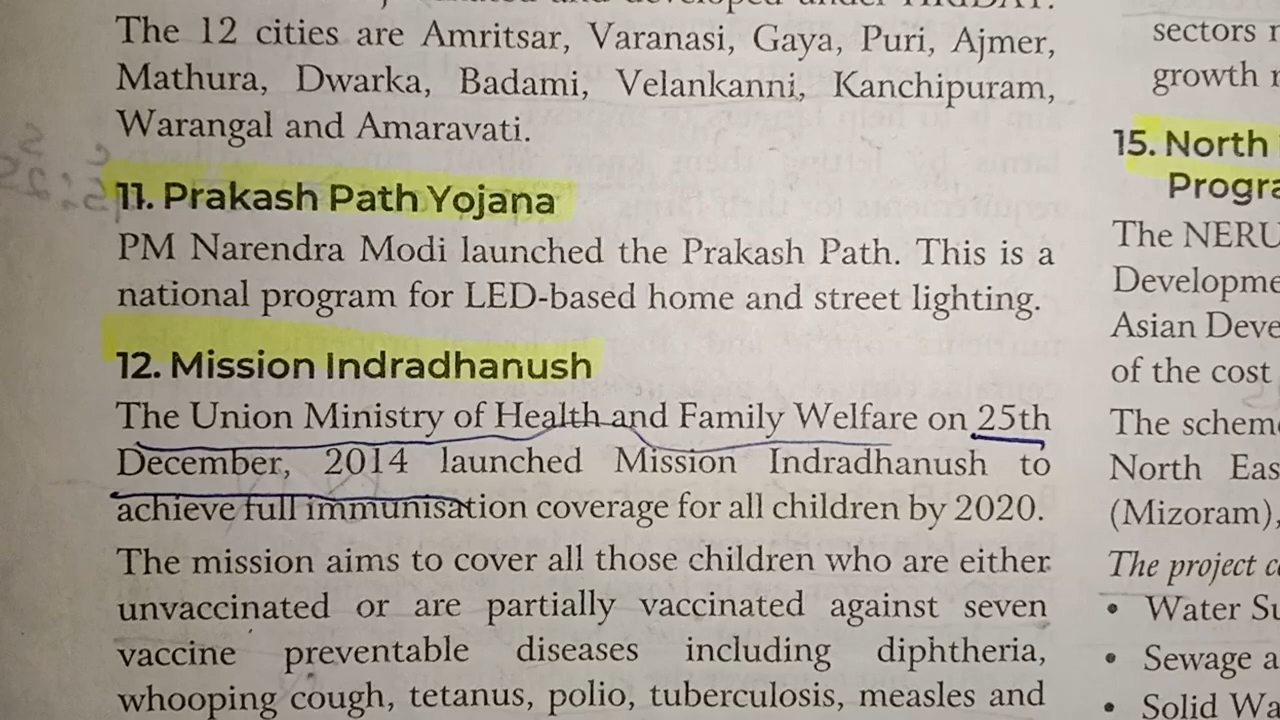 The 12 cities are Amritsar, Varanasi, Gaya, Puri, Ajmer,
Mathura, Dwarka, Badami, Velankanni, Kanchipuram,
Warangal and Amaravati.
11. Prakash Path Yojana
PM Narendra Modi launched the Prakash Path. This is a
national program for LED-based home and street lighting.
12. Mission Indradhanush
The Union Ministry of Health and Family Welfare on 25th
December, 2014 launched Mission Indradhanush to
achieve full immunisation coverage for all children by 2020.
The mission aims to cover all those children who are either
unvaccinated or are partially vaccinated against seven
vaccine preventable diseases including diphtheria,
whooping cough, tetanus, polio, tuberculosis, measles and
sectors
growth
15. North
The NERU
Asian Deve
of the cost
The schem
North Eas
(Mizoram),
The project
• Water Su
• Sewage a
• Solid Wa